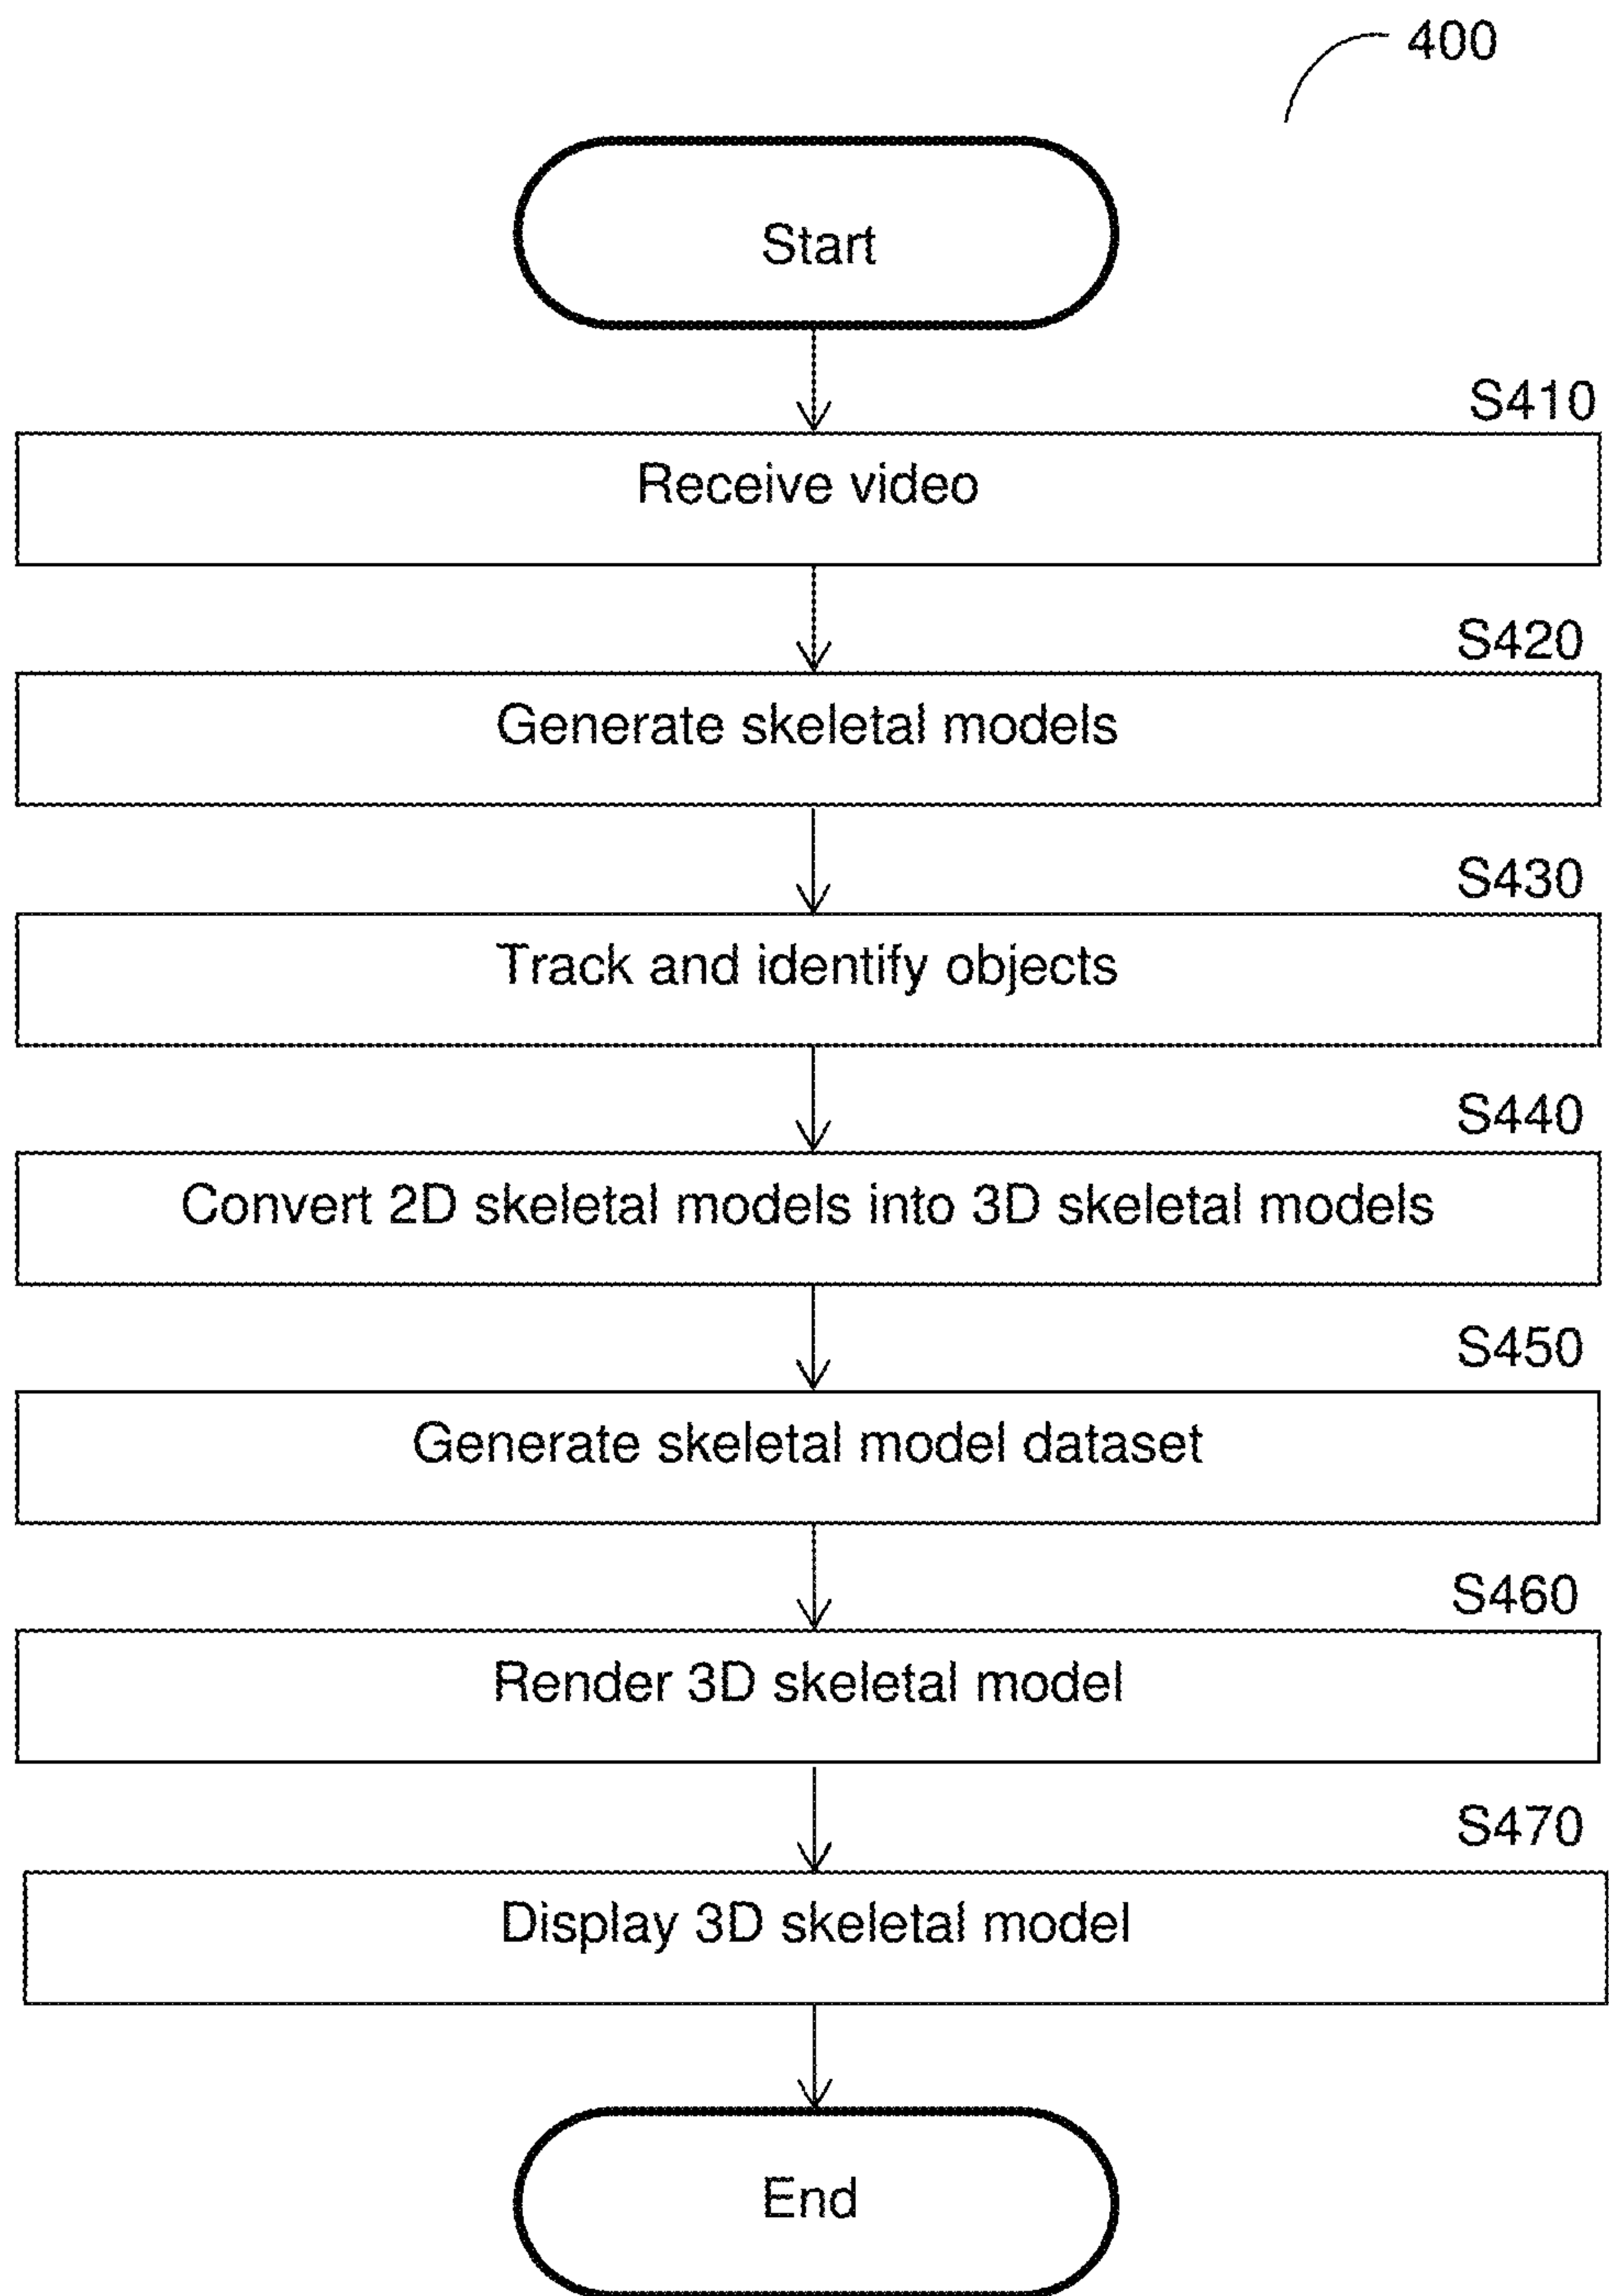 400
Start
S410
Receive video
S420
Generate skeletal models
S430
Track and identify objects
S440
Convert 2D skeletal models into 3D skeletal models
S450
Generate skeletal model dataset
S460
Render 3D skeletal model
S470
Display 3D skeletal model
End